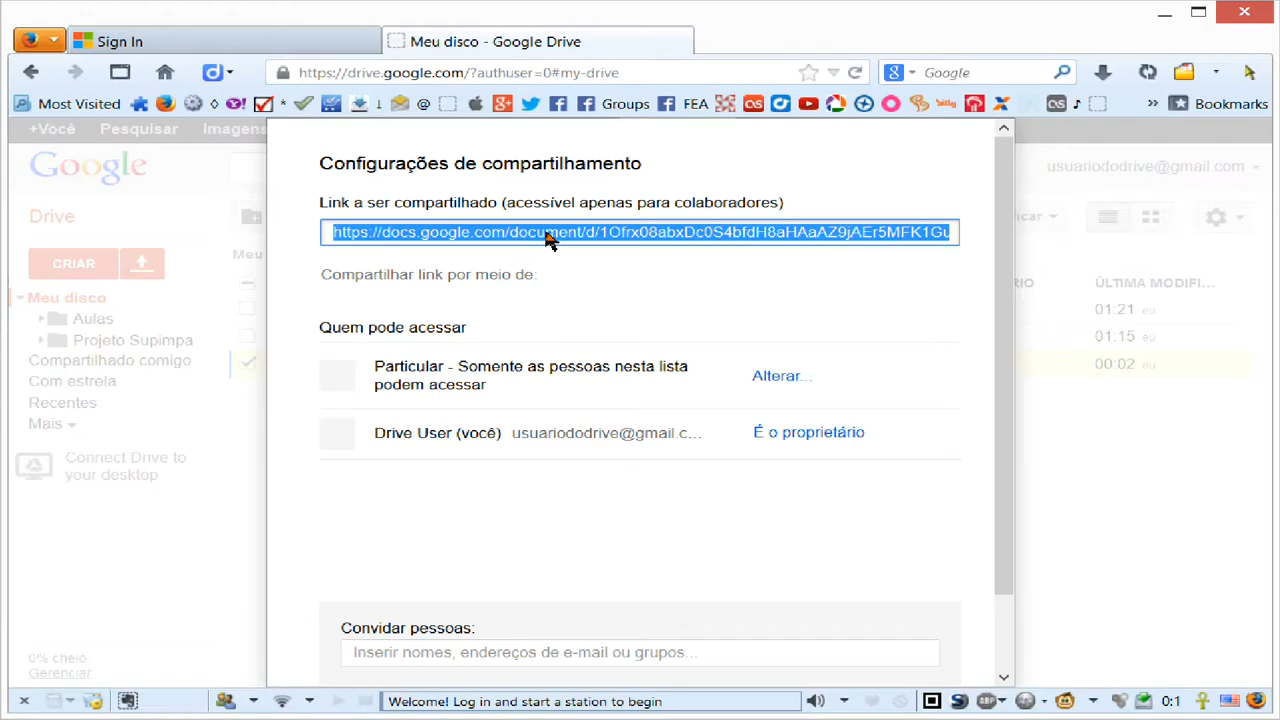 Sign In
Meu disco - Google Drive
https://drive.google.com/?authuser=0#my-drive
Google
Most Visited
Groups
FEA
Bookmarks
+Você Pesquisar Imagens
Google
usuariododrive@gmail.com
Drive
CRIAR
Meu disco
Aulas
Projeto Supimpa
Compartilhado comigo
Com estrela
Recentes
Mais
Connect Drive to
your desktop
0% cheio
Gerenciar
Meu
ÚLTIMA MODIFI...
01:21 eu
01:15 eu
00:02 eu
Configurações de compartilhamento
Link a ser compartilhado (acessível apenas para colaboradores)
https://docs.google.com/document/d/1Ofrx08abxDc0S4bfdH8aHAaAZ9jAEr5MFK1Gu
Compartilhar link por meio de:
Quem pode acessar
Particular - Somente as pessoas nesta lista
podem acessar
Alterar...
Drive User (você) usuariododrive@gmail.c...
É o proprietário
Convidar pessoas:
Inserir nomes, endereços de e-mail ou grupos...
Welcome! Log in and start a station to begin
0:1